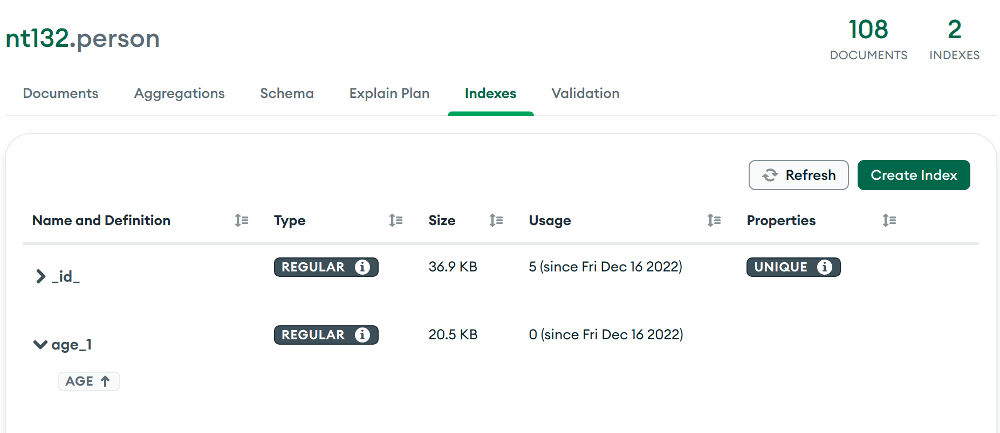 nt132.person
108 2
DOCUMENTS INDEXES
Documents Aggregations Schema Explain Plan Indexes Validation
Refresh Create Index
Name and Definition Type Size Usage Properties
_id_ REGULAR 36.9 KB 5 (since Fri Dec 16 2022) UNIQUE
age_1 REGULAR 20.5 KB 0 (since Fri Dec 16 2022)
AGE ↑